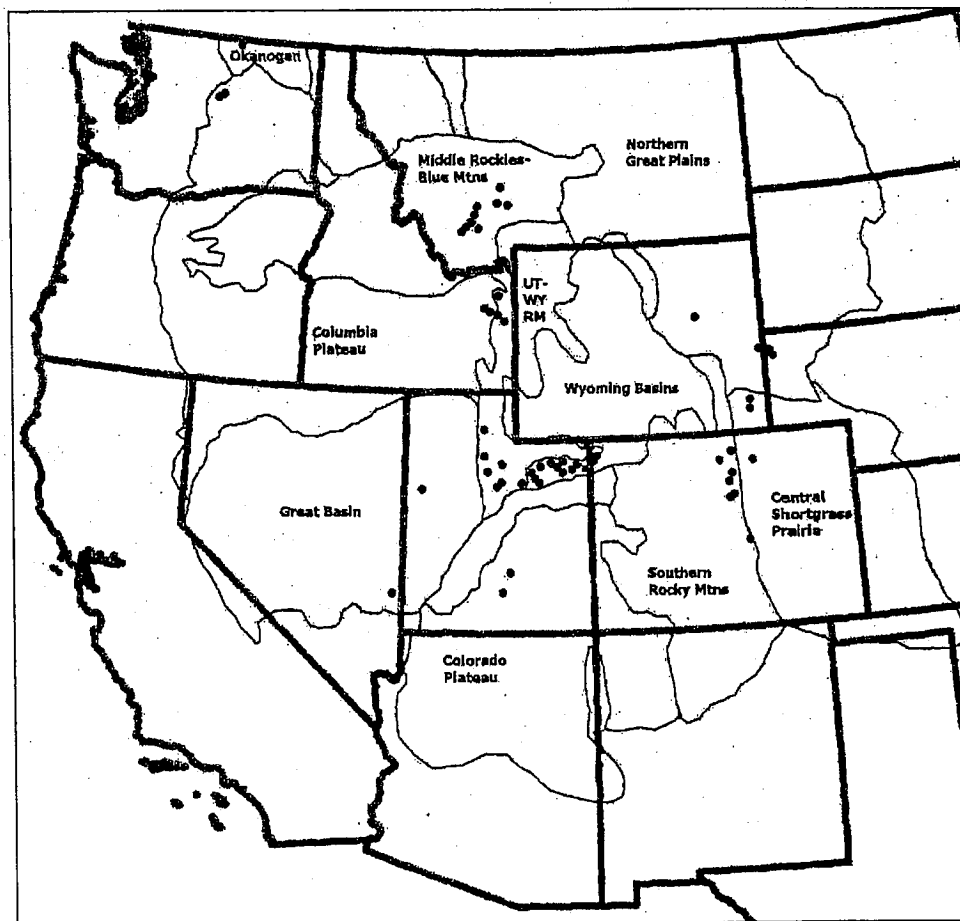 Okanogan
Middle Rockies-
Blue Mtns
Northern
Great Plains
UT-
WY
RM
Columbia
Plateau
Wyoming Basins
Great Basin
Central
Shortgrass
Prairie
Southern
Rocky Mtns
Colorado
Plateau